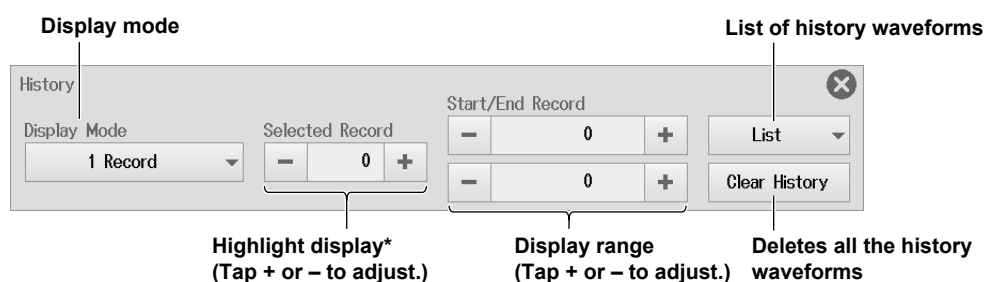 Display mode
List of history waveforms
History
Start/End Record
Display Mode
Selected Record
− 0 +
List
1 Record
− 0 +
− 0 +
Clear History
Highlight display*
(Tap + or – to adjust.)
Display range
(Tap + or – to adjust.)
Deletes all the history
waveforms